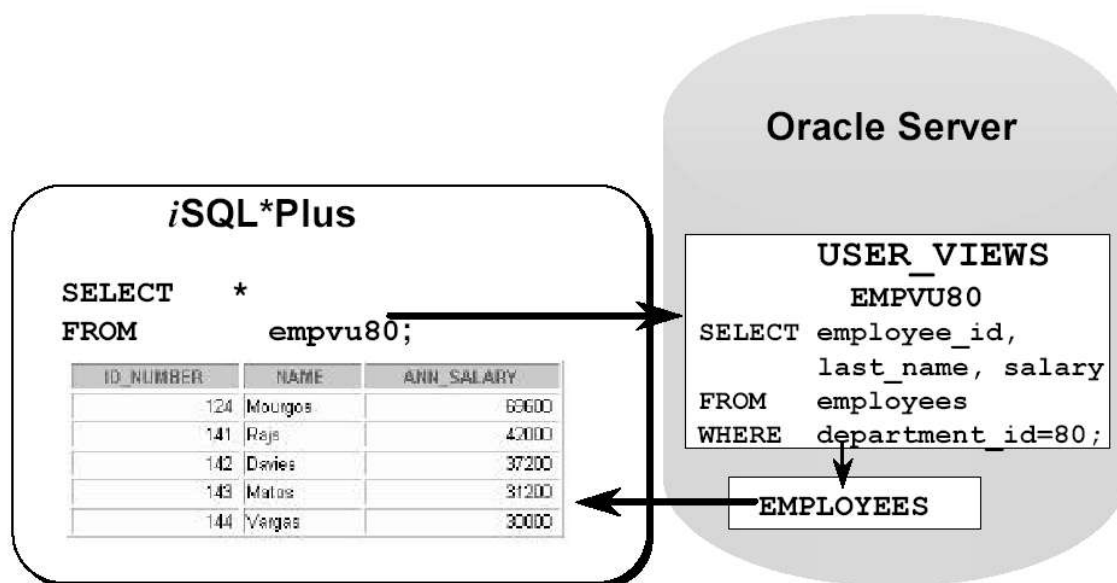 Oracle Server
iSQL*Plus
SELECT *
FROM empvu80;
ID_NUMBER NAME ANN_SALARY
124 Mourgos 69600
141 Rajs 42000
142 Davies 37200
143 Matos 31200
144 Vargas 30000
USER_VIEWS
EMPVU80
SELECT employee_id,
last_name, salary
FROM employees
WHERE department_id=80;
EMPLOYEES